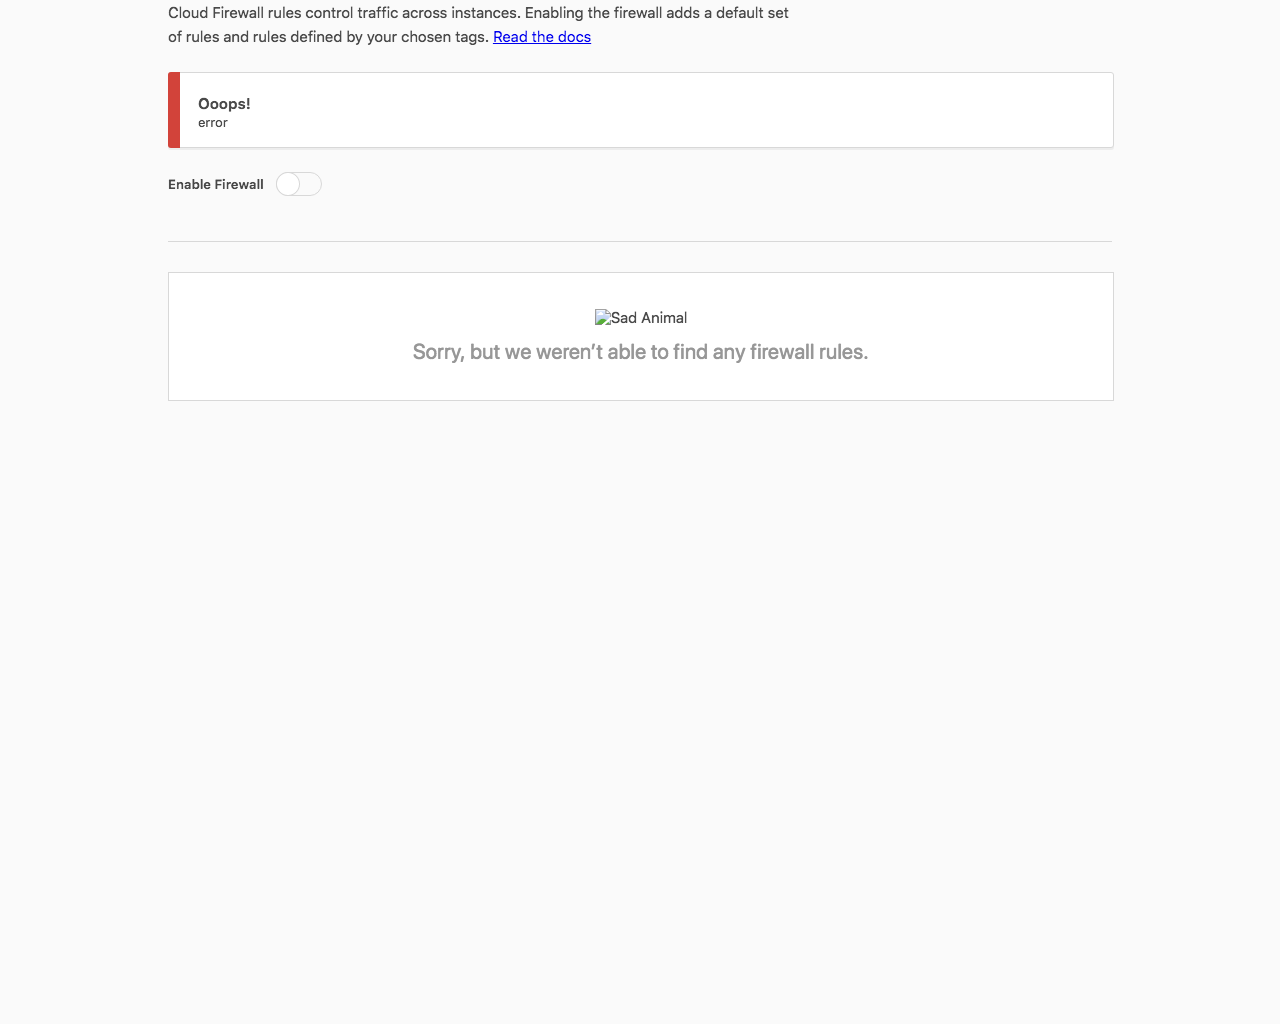 Cloud Firewall rules control traffic across instances. Enabling the firewall adds a default set
of rules and rules defined by your chosen tags. Read the docs
Ooops!
error
Enable Firewall
Sad Animal
Sorry, but we weren’t able to find any firewall rules.